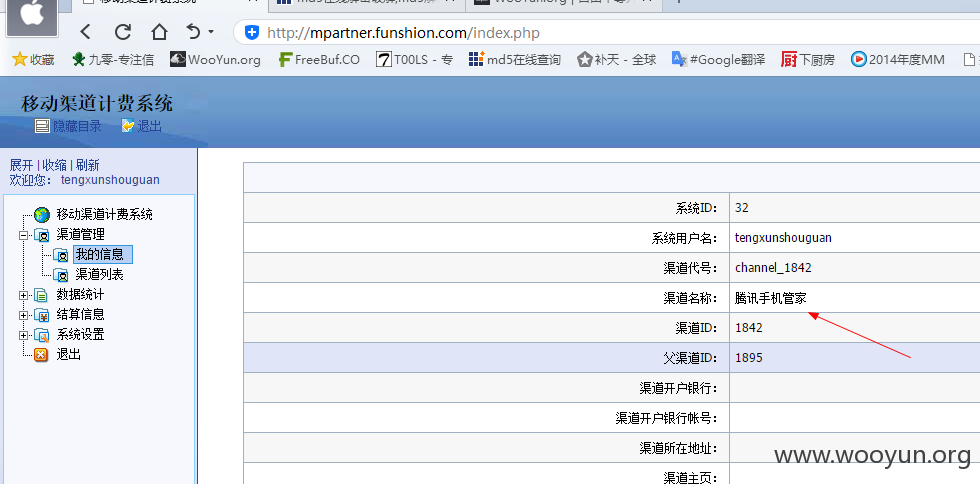 http://mpartner.funshion.com/index.php
收藏 九零-专注信 WooYun.org FreeBuf.CO T00LS - 专 md5在线查询 补天 - 全球 #Google翻译 下厨房 2014年度MM
移动渠道计费系统
隐藏目录 退出
展开 | 收缩 | 刷新
欢迎您: tengxunshouguan
移动渠道计费系统
渠道管理
我的信息
渠道列表
数据统计
结算信息
系统设置
退出
系统ID: 32
系统用户名: tengxunshouguan
渠道代号: channel_1842
渠道名称: 腾讯手机管家
渠道ID: 1842
父渠道ID: 1895
渠道开户银行:
渠道开户银行帐号:
渠道所在地址:
渠道主页:
www.wooyun.org